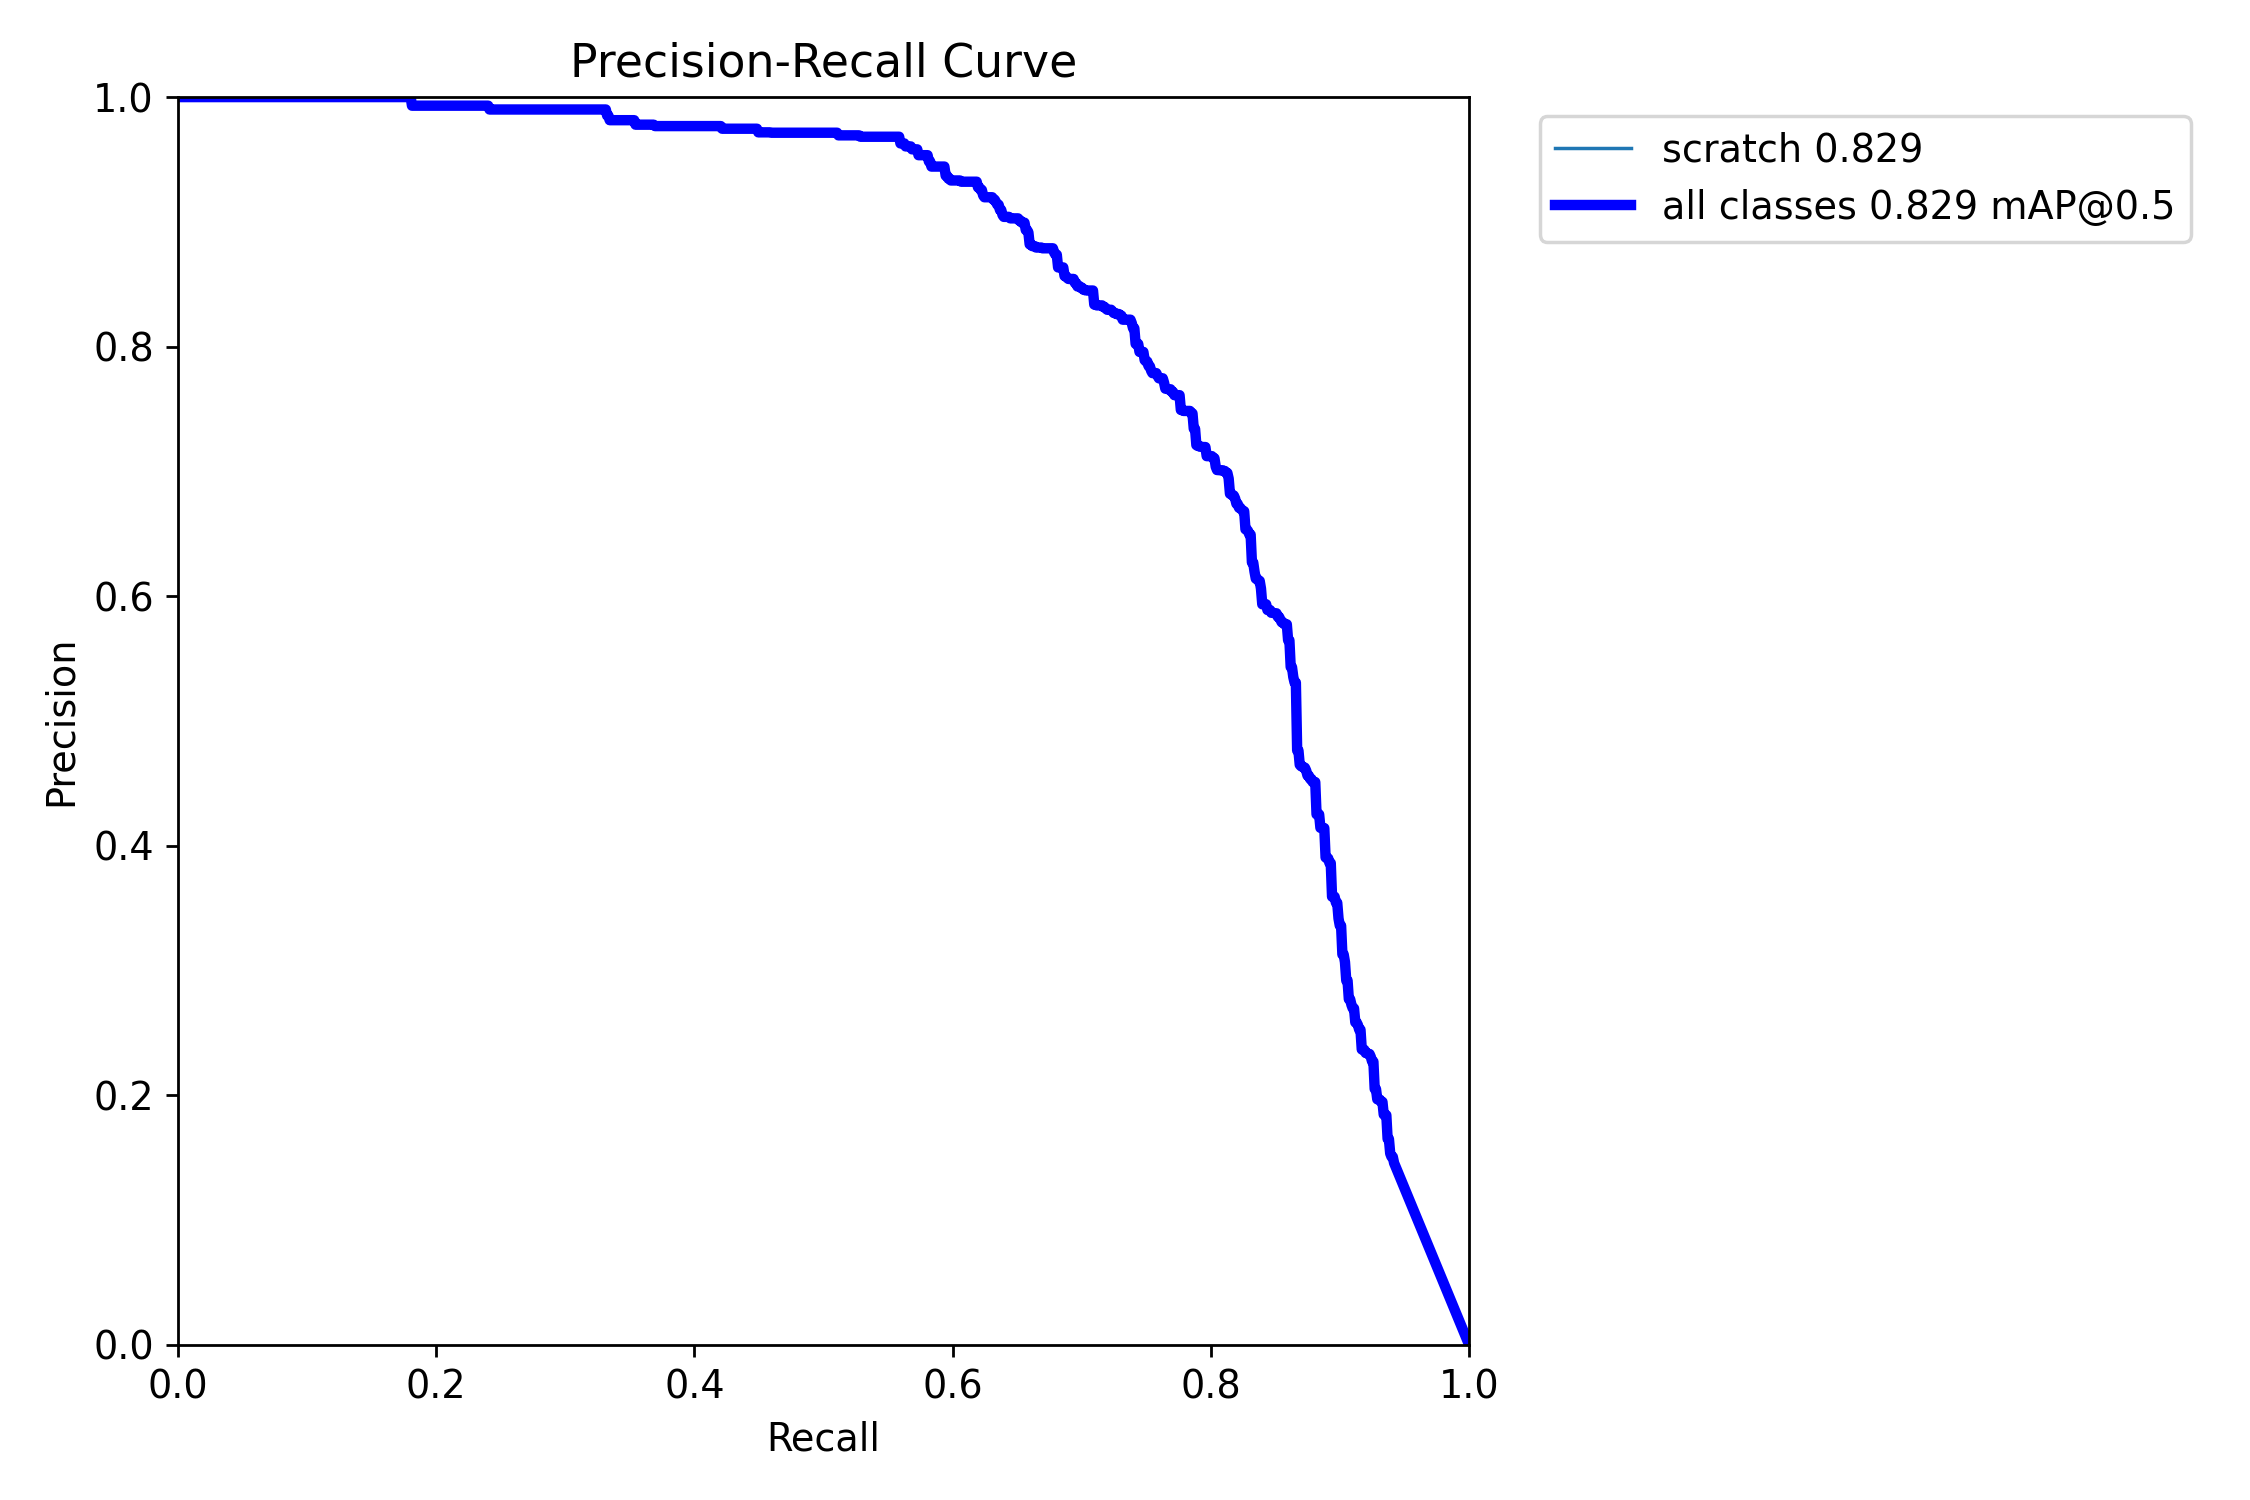 Precision-Recall Curve
1.0
0.8
0.6
0.4
0.2
0.0
Precision
0.0 0.2 0.4 0.6 0.8 1.0
Recall
scratch 0.829
all classes 0.829 mAP@0.5